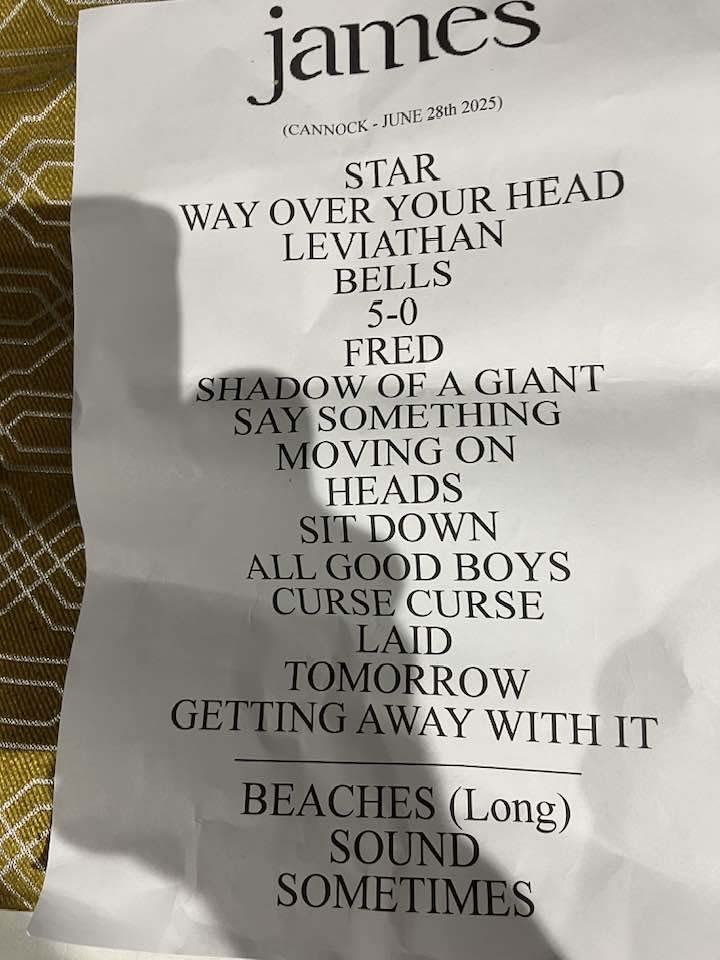 james
(CANNOCK - JUNE 28th 2025)
STAR
WAY OVER YOUR HEAD
LEVIATHAN
BELLS
5-0
FRED
SHADOW OF A GIANT
SAY SOMETHING
MOVING ON
HEADS
SIT DOWN
ALL GOOD BOYS
CURSE CURSE
LAID
TOMORROW
GETTING AWAY WITH IT
BEACHES (Long)
SOUND
SOMETIMES